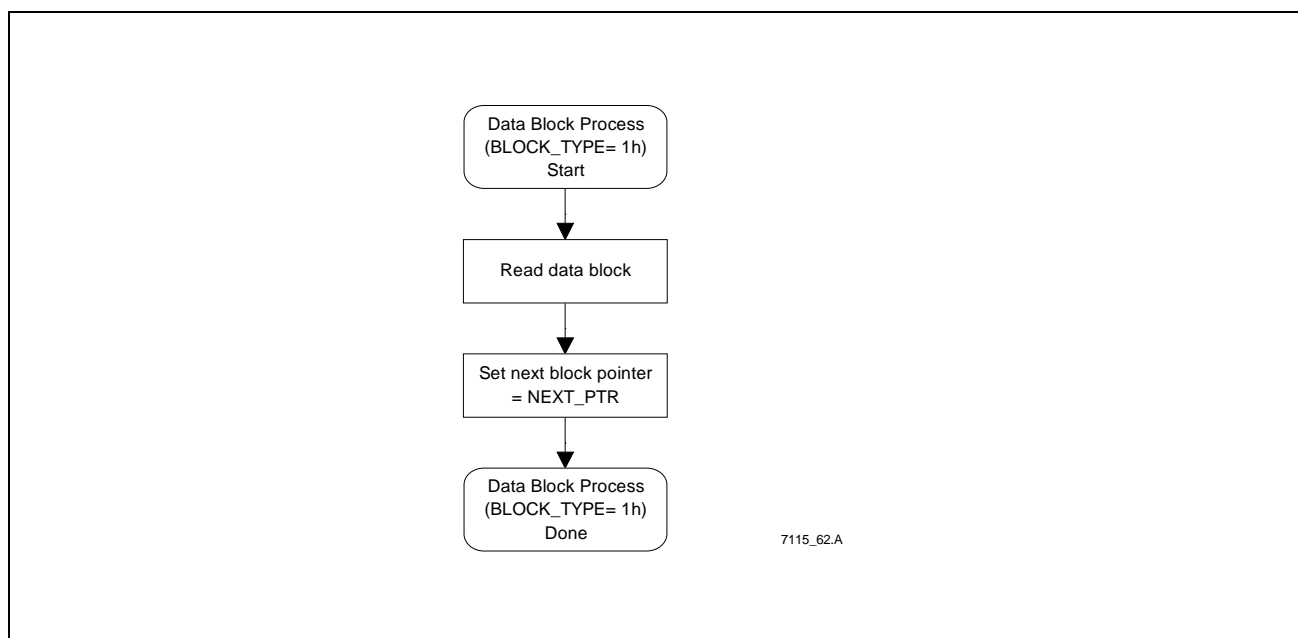 Data Block Process
(BLOCK_TYPE= 1h)
Start
Read data block
Set next block pointer
= NEXT_PTR
Data Block Process
(BLOCK_TYPE= 1h)
Done
7115_62.A